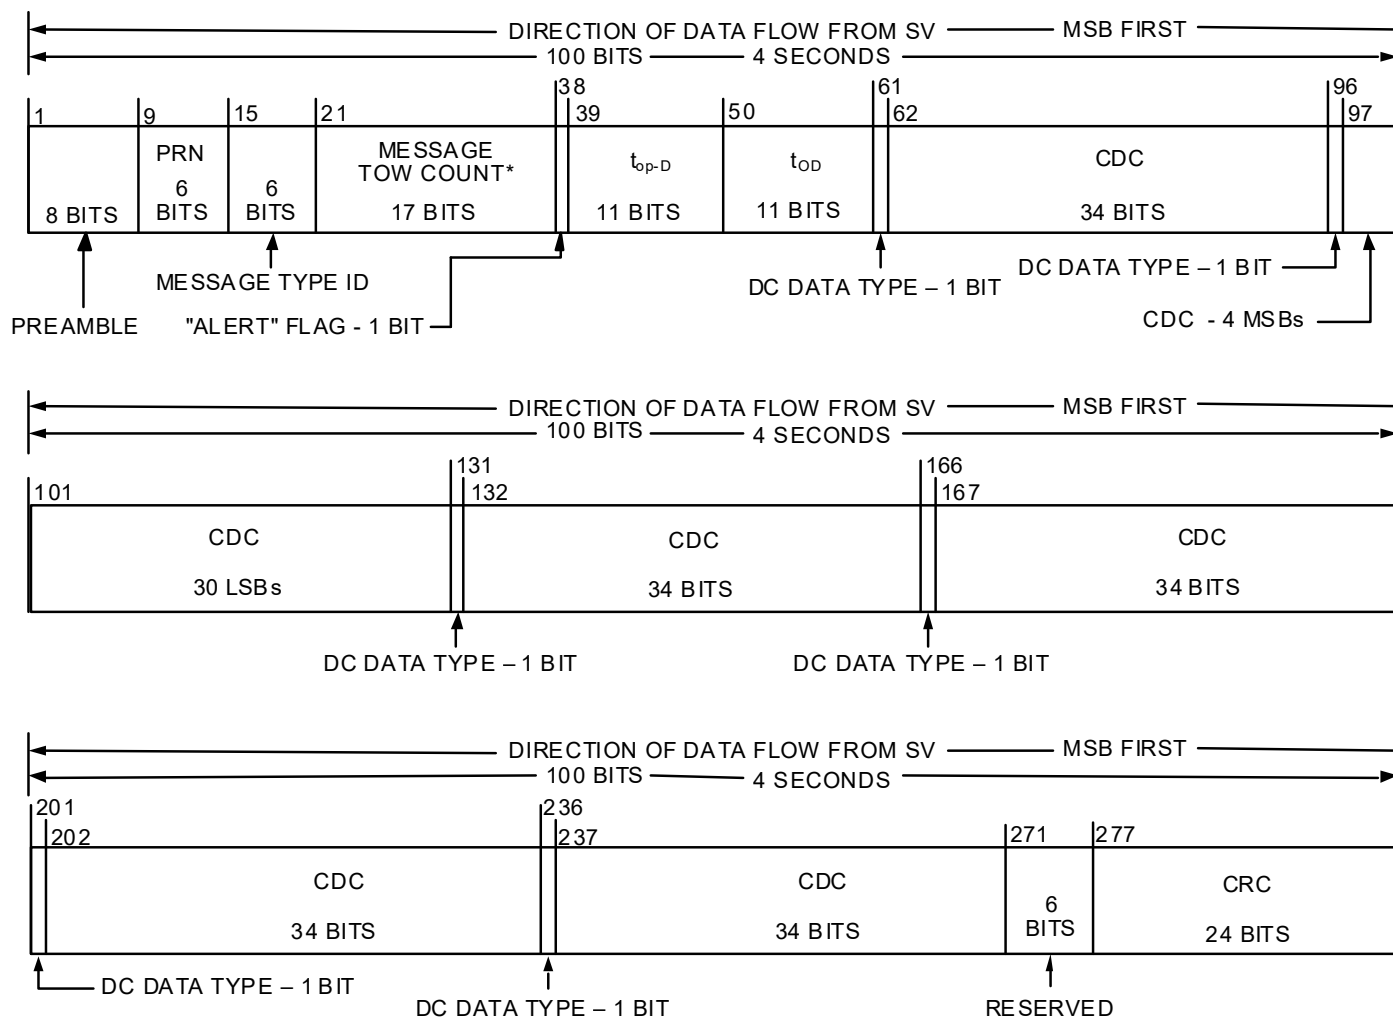 DIRECTION OF DATA FLOW FROM SV MSB FIRST
100 BITS 4 SECONDS
1 9 15 21 38 39 50 61 62 96 97
PRN MESSAGE TOW COUNT* t_op-D t_OD CDC
8 BITS 6 BITS 6 BITS 17 BITS 11 BITS 11 BITS 34 BITS
MESSAGE TYPE ID DC DATA TYPE – 1 BIT DC DATA TYPE – 1 BIT
PREAMBLE "ALERT" FLAG - 1 BIT CDC - 4 MSBs
DIRECTION OF DATA FLOW FROM SV MSB FIRST
100 BITS 4 SECONDS
101 131 132 166 167
CDC CDC CDC
30 LSBs 34 BITS 34 BITS
DC DATA TYPE – 1 BIT DC DATA TYPE – 1 BIT
DIRECTION OF DATA FLOW FROM SV MSB FIRST
100 BITS 4 SECONDS
201 202 236 237 271 277
CDC CDC CRC
34 BITS 34 BITS 6 BITS 24 BITS
DC DATA TYPE – 1 BIT DC DATA TYPE – 1 BIT RESERVED